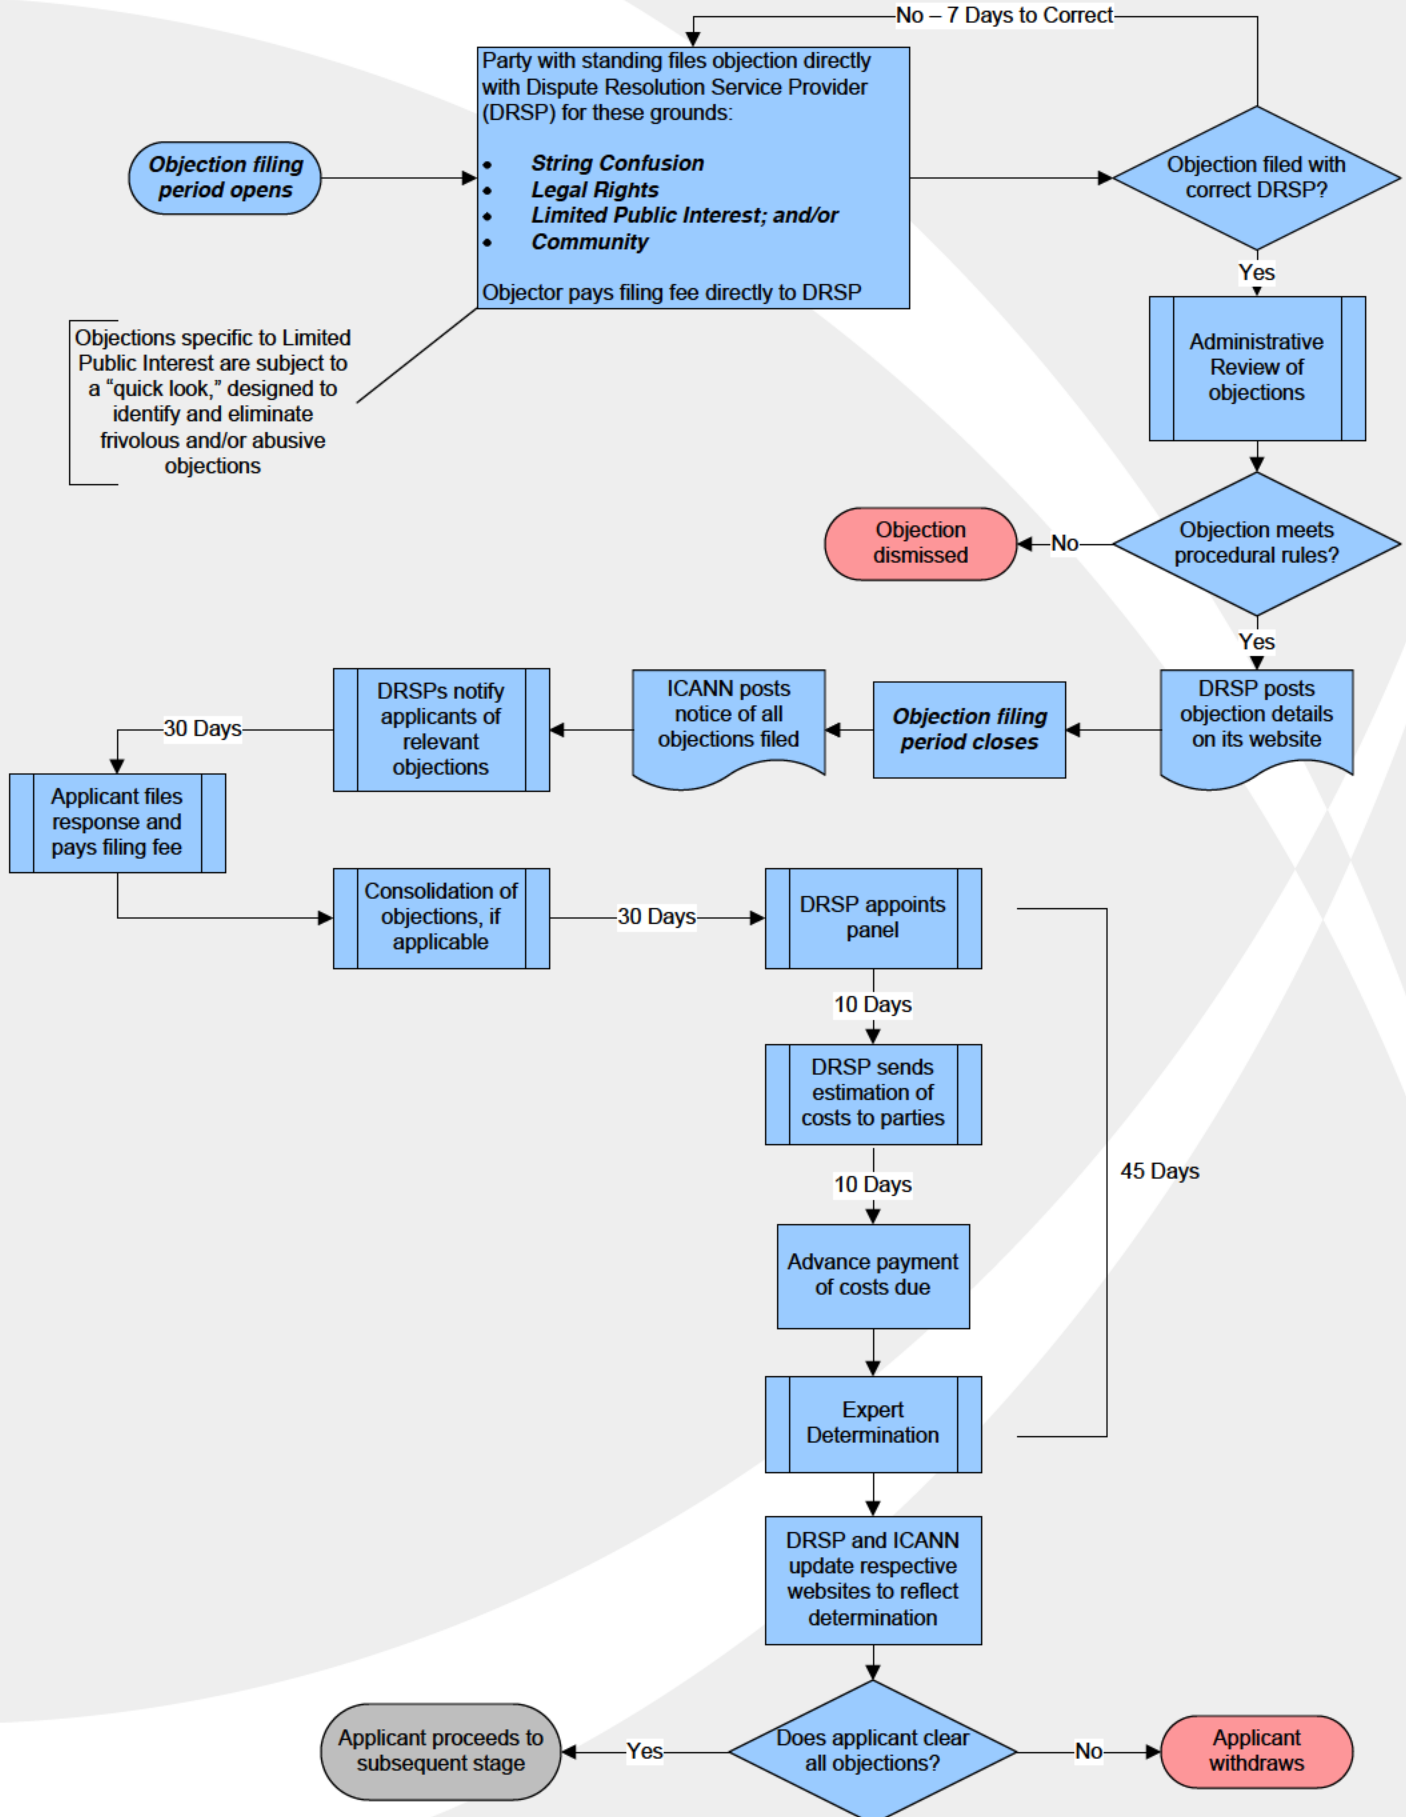 No – 7 Days to Correct
Party with standing files objection directly
with Dispute Resolution Service Provider
(DRSP) for these grounds:
• String Confusion
• Legal Rights
• Limited Public Interest; and/or
• Community
Objector pays filing fee directly to DRSP
Objection filing
period opens
Objection filed with
correct DRSP?
Yes
Objections specific to Limited
Public Interest are subject to
a “quick look,” designed to
identify and eliminate
frivolous and/or abusive
objections
Administrative
Review of
objections
Objection meets
procedural rules?
No
Objection
dismissed
Yes
DRSP posts
objection details
on its website
Objection filing
period closes
ICANN posts
notice of all
objections filed
DRSPs notify
applicants of
relevant
objections
30 Days
Applicant files
response and
pays filing fee
Consolidation of
objections, if
applicable
30 Days
DRSP appoints
panel
10 Days
DRSP sends
estimation of
costs to parties
10 Days
45 Days
Advance payment
of costs due
Expert
Determination
DRSP and ICANN
update respective
websites to reflect
determination
Does applicant clear
all objections?
Yes
Applicant proceeds to
subsequent stage
No
Applicant
withdraws